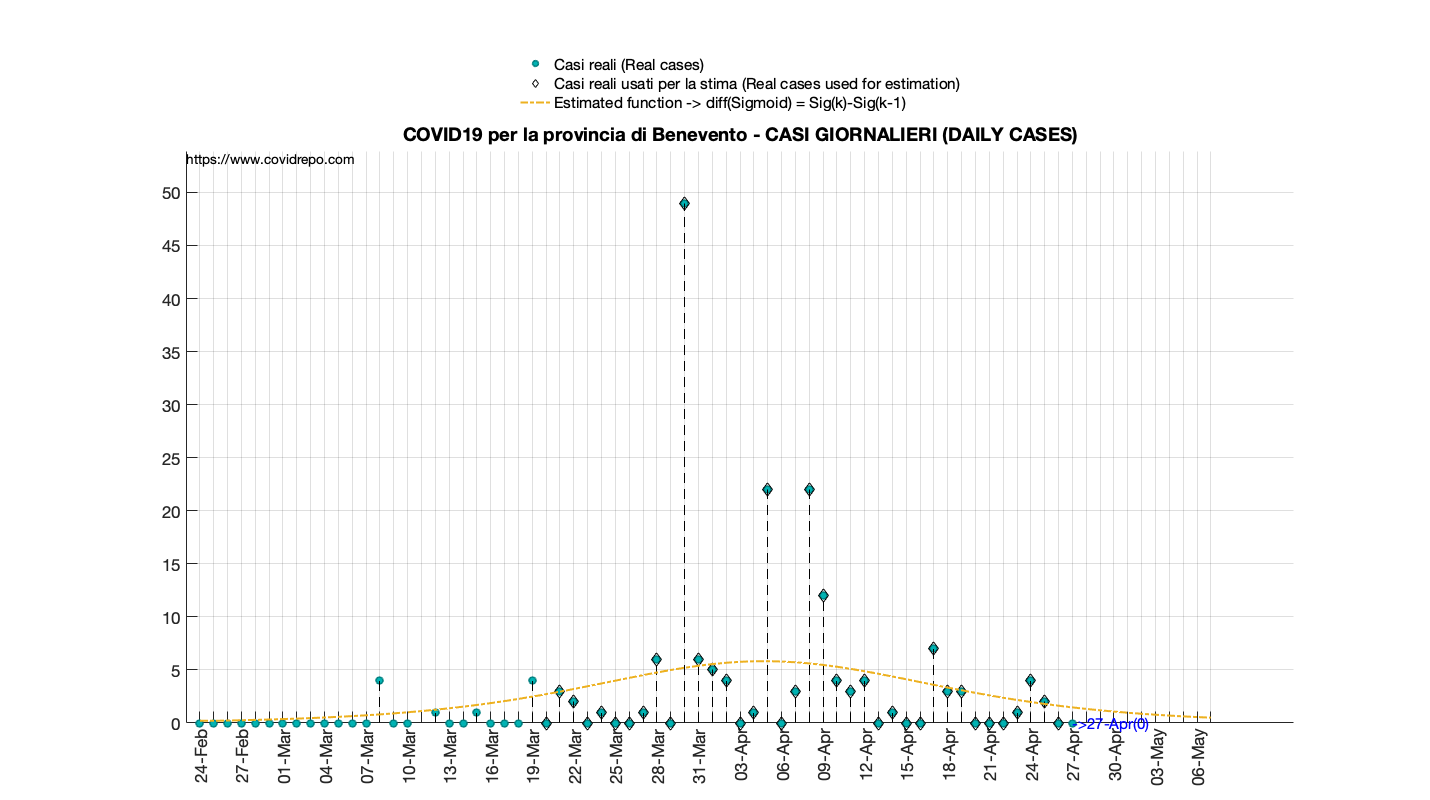 Casi reali (Real cases)
Casi reali usati per la stima (Real cases used for estimation)
Estimated function -> diff(Sigmoid) = Sig(k)-Sig(k-1)
COVID19 per la provincia di Benevento - CASI GIORNALIERI (DAILY CASES)
https://www.covidrepo.com
50
45
40
35
30
25
20
15
10
5
0
->27-Apr(0)
24-Feb
27-Feb
01-Mar
04-Mar
07-Mar
10-Mar
13-Mar
16-Mar
19-Mar
22-Mar
25-Mar
28-Mar
31-Mar
03-Apr
06-Apr
09-Apr
12-Apr
15-Apr
18-Apr
21-Apr
24-Apr
27-Apr
30-Apr
03-May
06-May